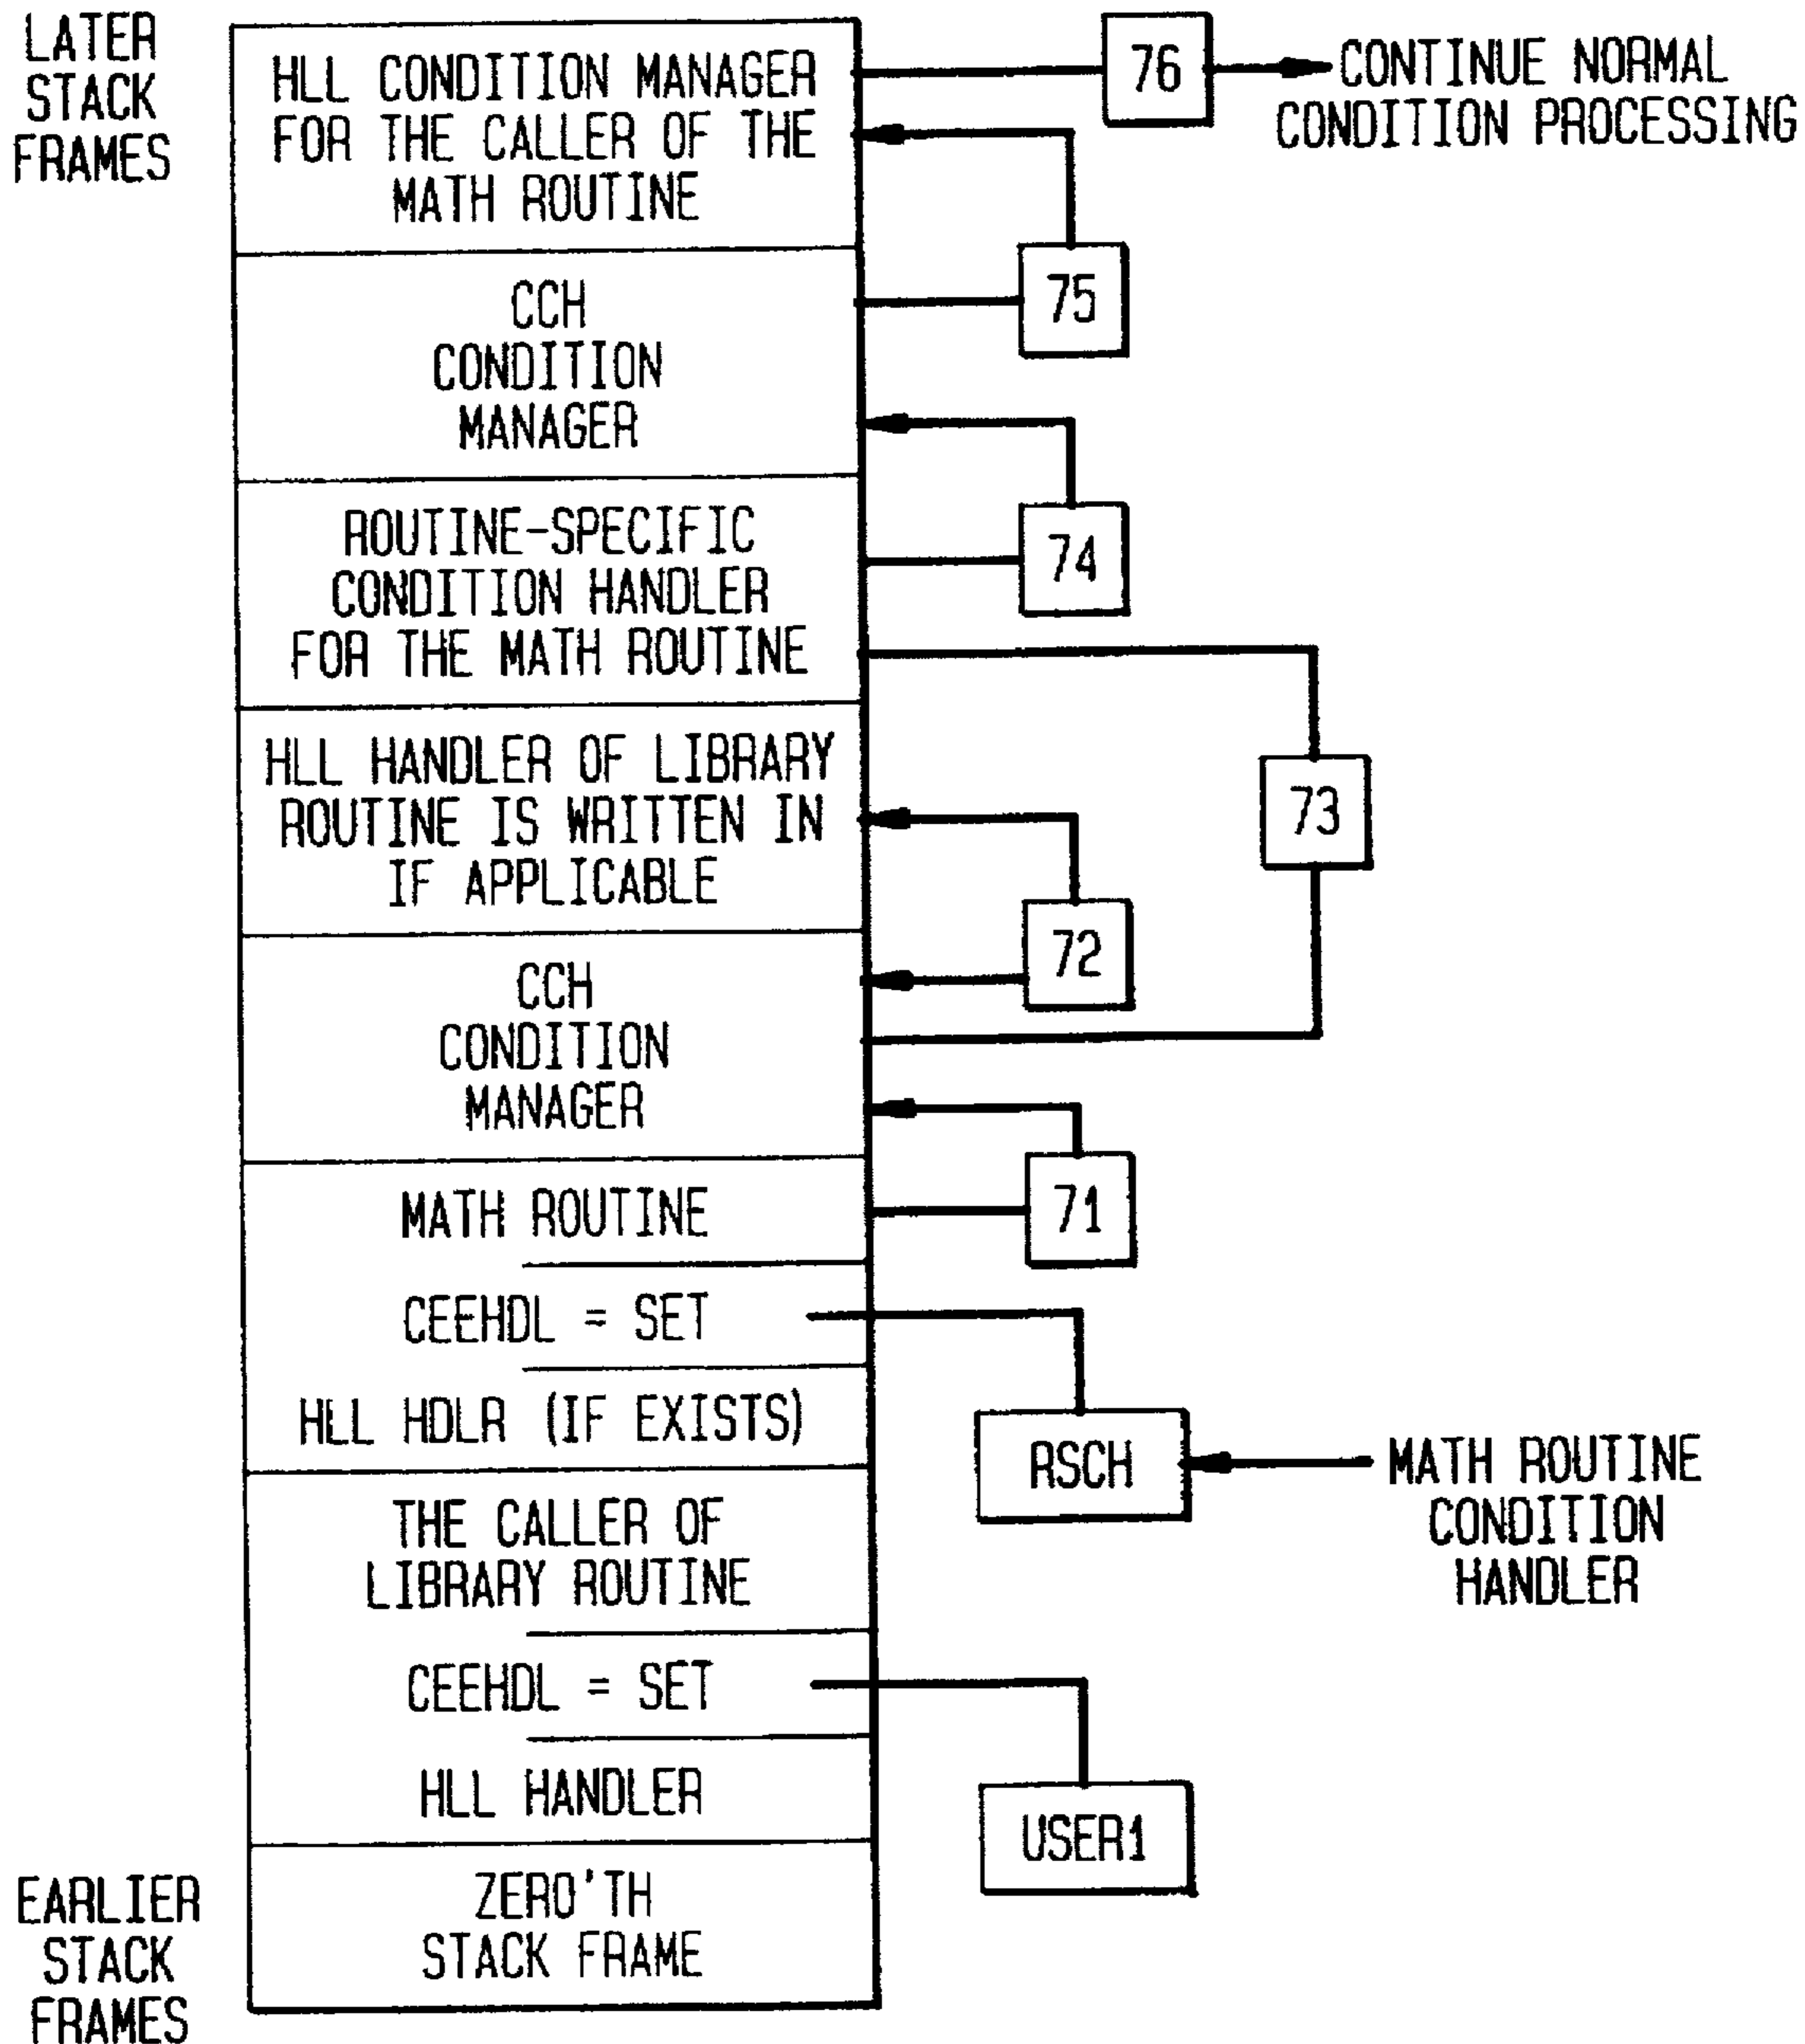 LATER
STACK
FRAMES
HLL CONDITION MANAGER
FOR THE CALLER OF THE
MATH ROUTINE
76
CONTINUE NORMAL
CONDITION PROCESSING
CCH
CONDITION
MANAGER
75
ROUTINE-SPECIFIC
CONDITION HANDLER
FOR THE MATH ROUTINE
74
HLL HANDLER OF LIBRARY
ROUTINE IS WRITTEN IN
IF APPLICABLE
73
72
CCH
CONDITION
MANAGER
MATH ROUTINE
71
CEEHDL = SET
HLL HDLR (IF EXISTS)
RSCH
MATH ROUTINE
CONDITION
HANDLER
THE CALLER OF
LIBRARY ROUTINE
CEEHDL = SET
HLL HANDLER
USER1
EARLIER
STACK
FRAMES
ZERO'TH
STACK FRAME